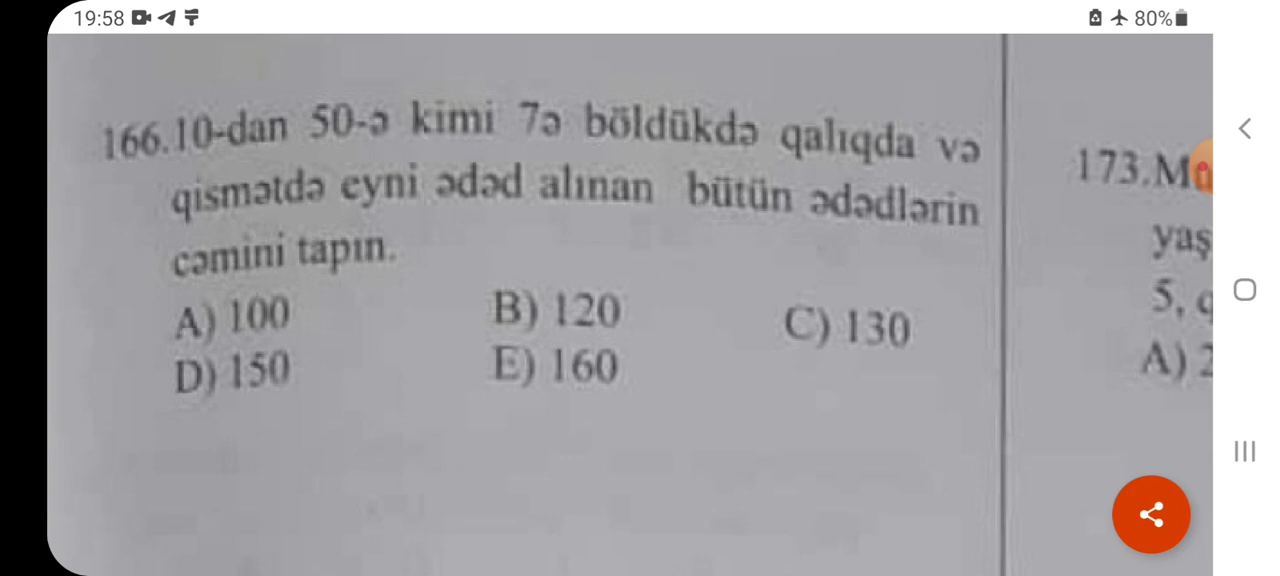 19:58
80%
166.10-dan 50-ə kimi 7ə böldükdə qalıqda və
qismətdə eyni ədəd alınan bütün ədədlərin
cəmini tapın.
A) 100 B) 120 C) 130
D) 150 E) 160
173.M
yaş
5,
A) 2